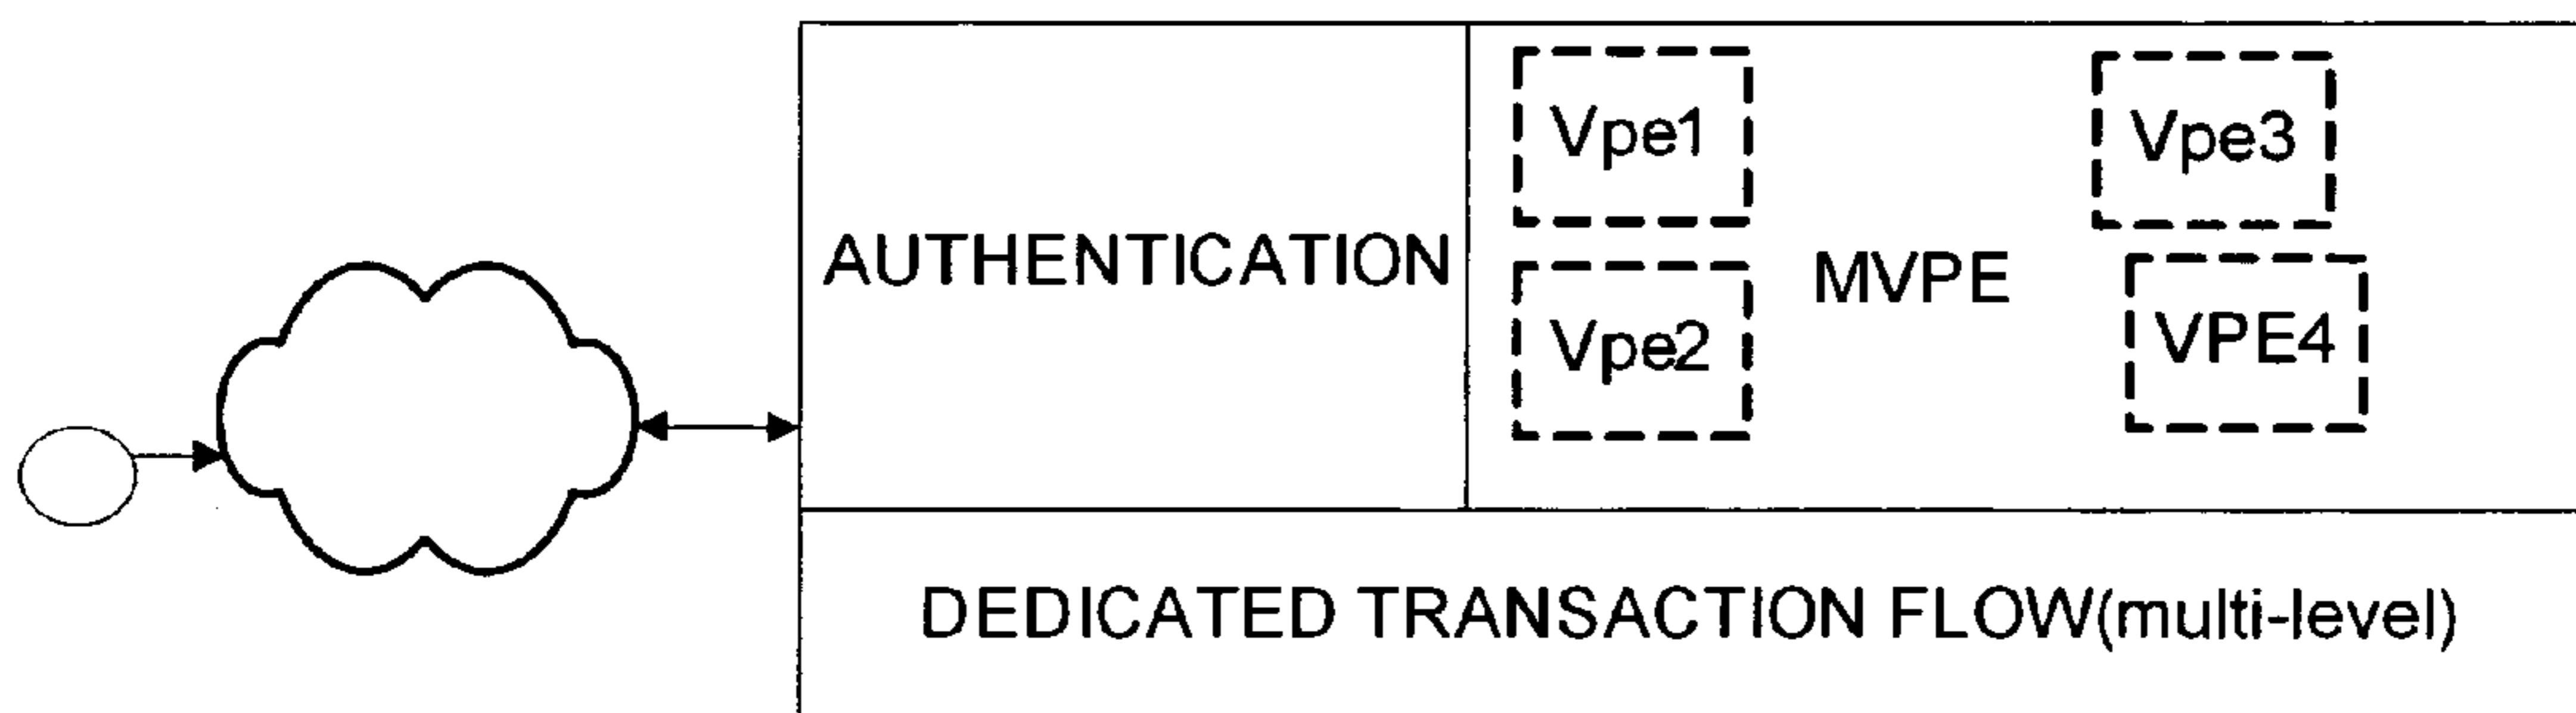 AUTHENTICATION
Vpe1
Vpe2
MVPE
Vpe3
VPE4
DEDICATED TRANSACTION FLOW(multi-level)